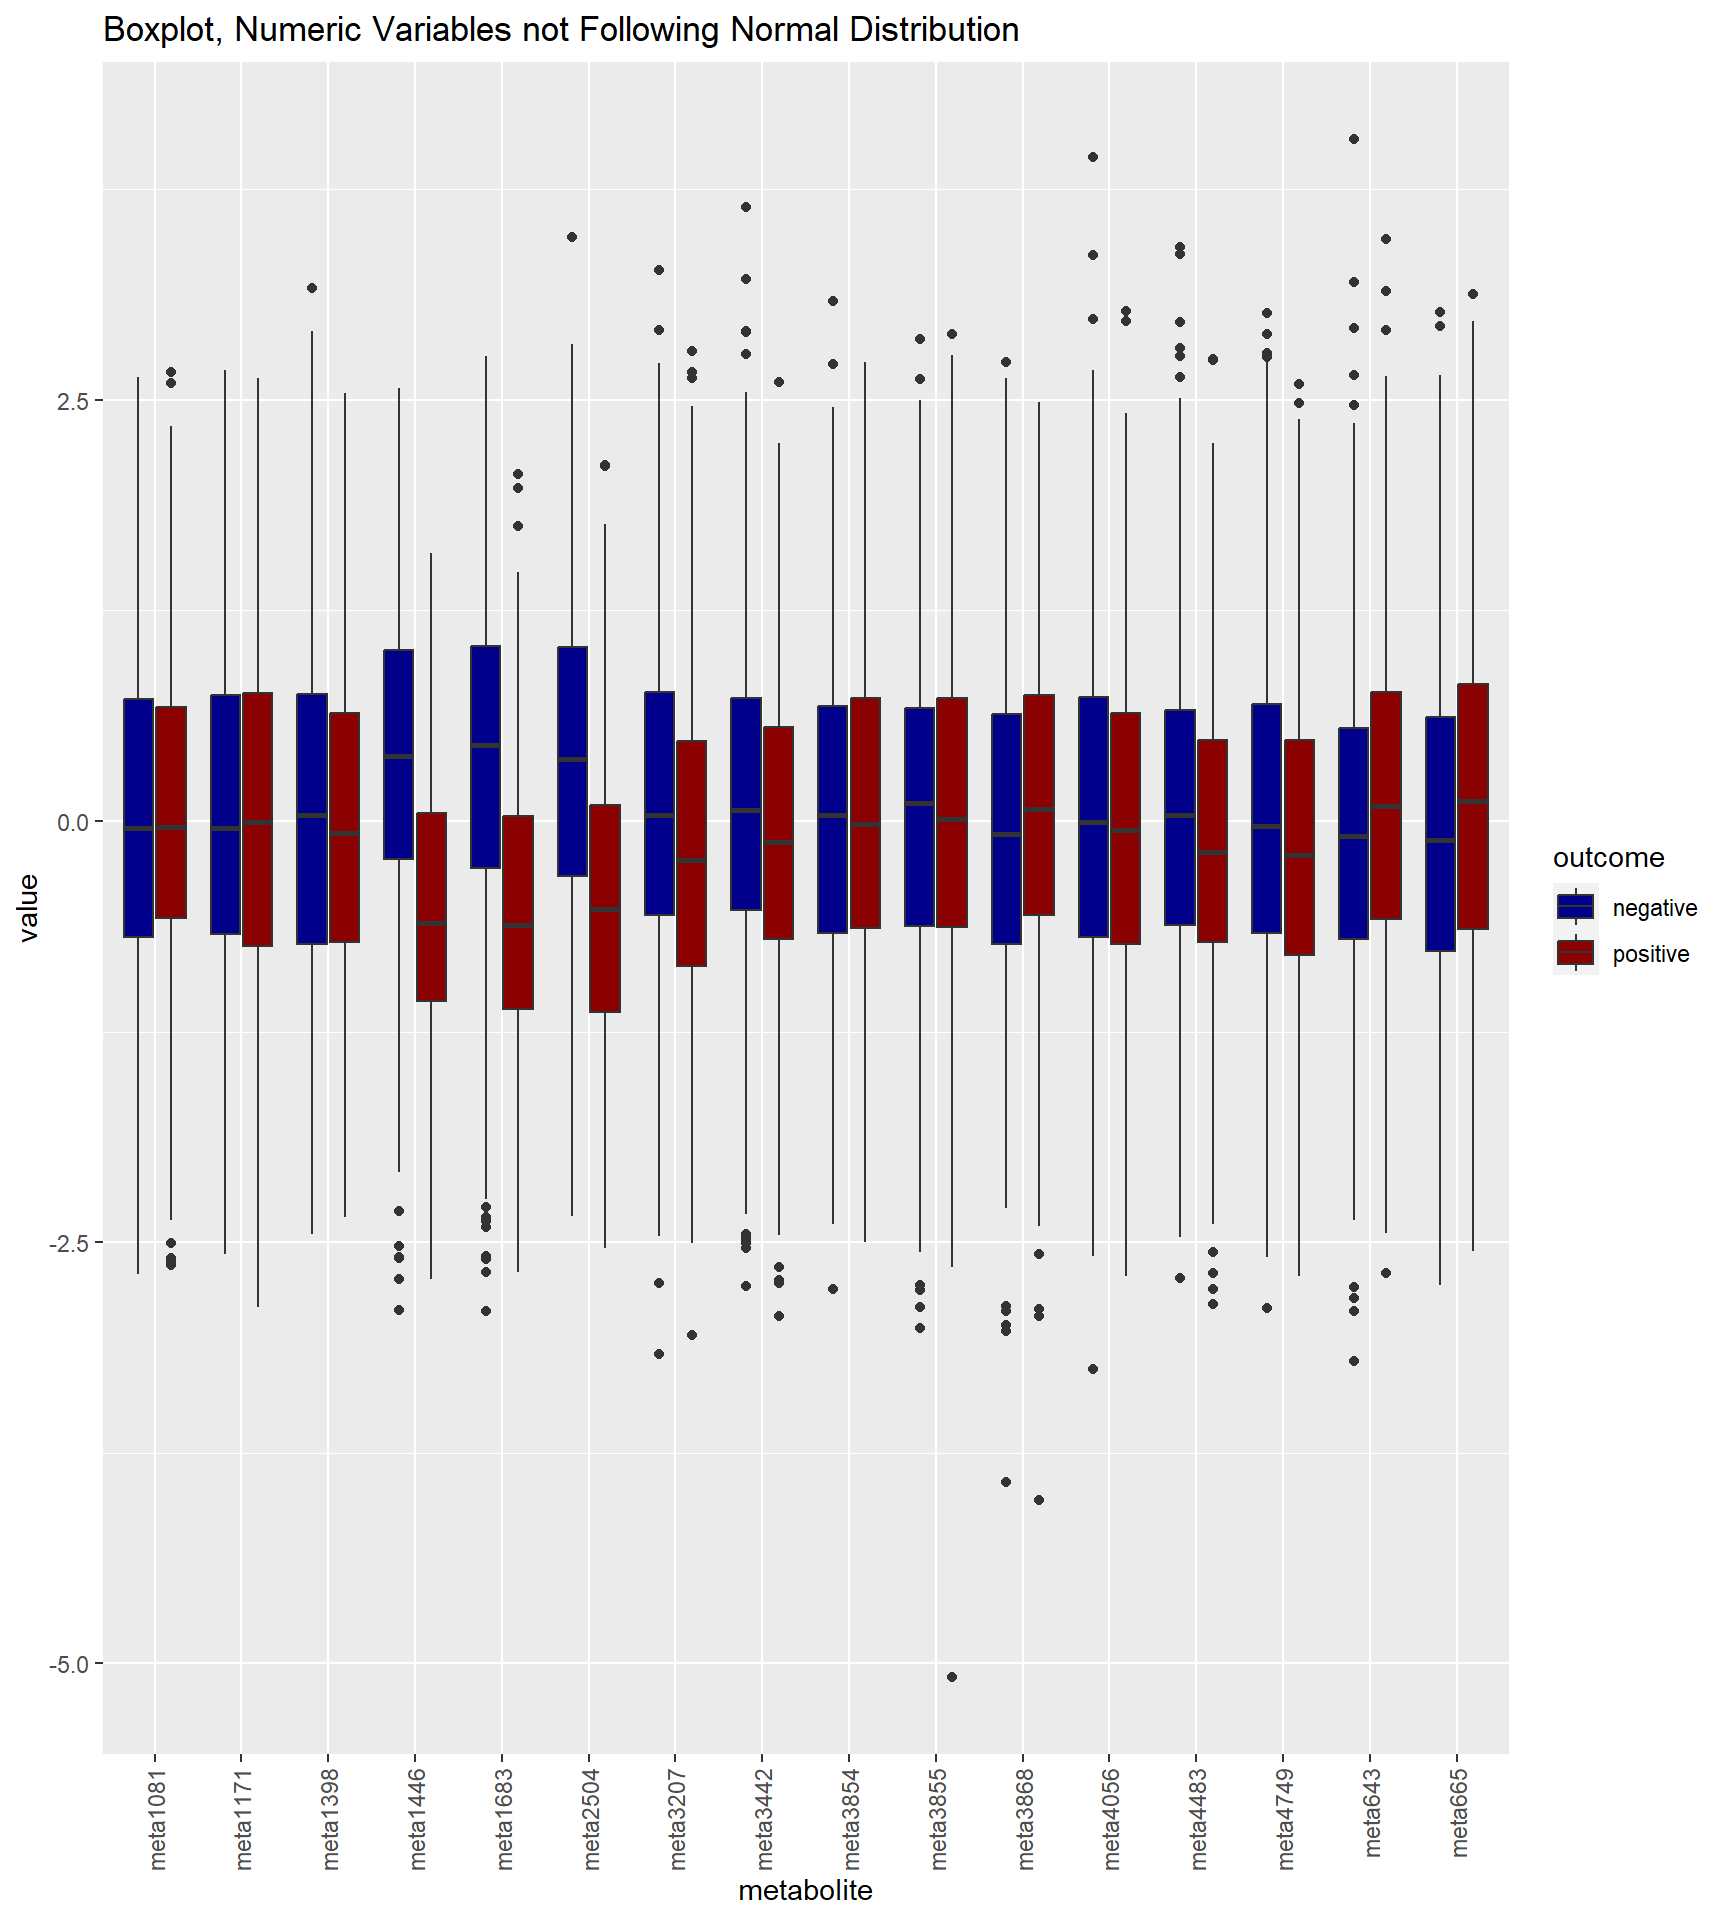 Boxplot, Numeric Variables not Following Normal Distribution
value
2.5
0.0
-2.5
-5.0
meta1081
meta1171
meta1398
meta1446
meta1683
meta2504
meta3207
meta3442
meta3854
meta3855
meta3868
meta4056
meta4483
meta4749
meta643
meta665
metabolite
outcome
negative
positive